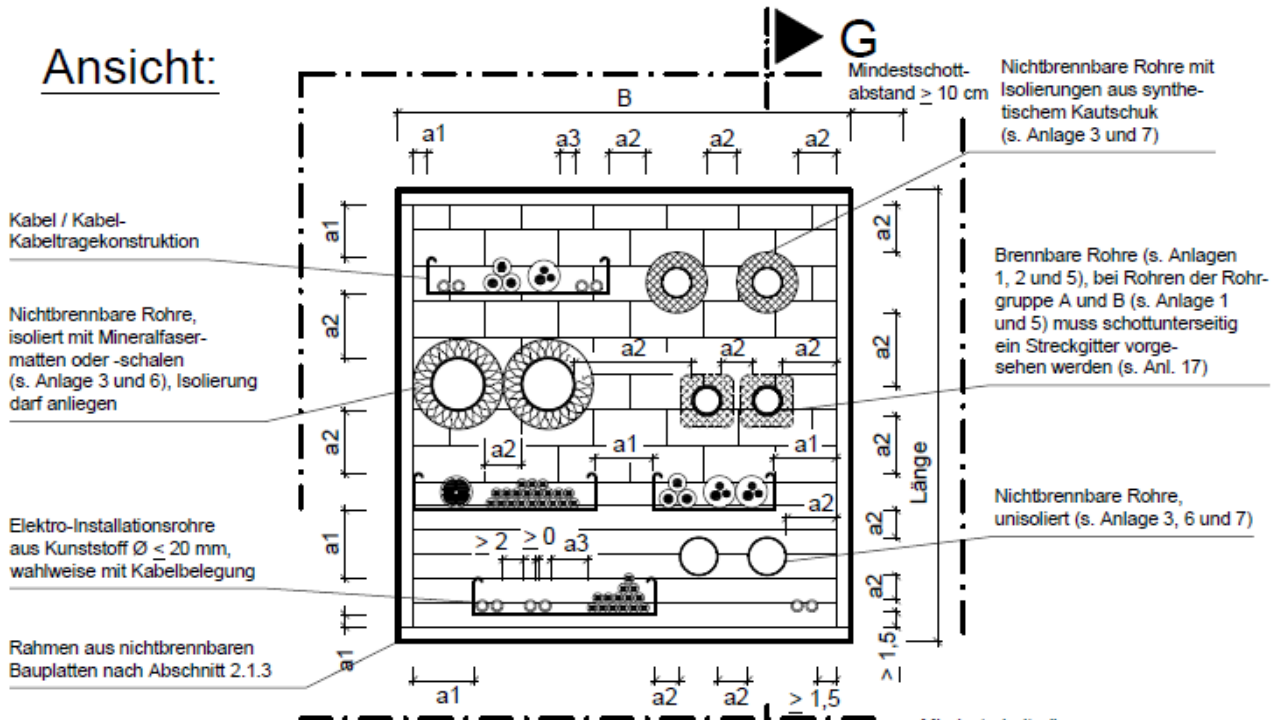 Ansicht:
G
Mindestschott-
abstand ≥ 10 cm
Nichtbrennbare Rohre mit
Isolierungen aus synthe-
tischem Kautschuk
(s. Anlage 3 und 7)
B
a1
a3
a2
a2
a2
Kabel / Kabel-
Kabeltragekonstruktion
a1
a2
Brennbare Rohre (s. Anlagen
1, 2 und 5), bei Rohren der Rohr-
gruppe A und B (s. Anlage 1
und 5) muss schottunterseitig
ein Streckgitter vorge-
sehen werden (s. Anl. 17)
Nichtbrennbare Rohre,
isoliert mit Mineralfaser-
matten oder -schalen
(s. Anlage 3 und 6), Isolierung
darf anliegen
a2
a2
a2
a2
a2
a2
a2
a2
a1
a1
Länge
a2
Nichtbrennbare Rohre,
unisoliert (s. Anlage 3, 6 und 7)
a2
Elektro-Installationsrohre
aus Kunststoff Ø ≤ 20 mm,
wahlweise mit Kabelbelegung
a1
≥ 2
≥ 0
a3
a2
Rahmen aus nichtbrennbaren
Bauplatten nach Abschnitt 2.1.3
a1
≥ 1,5
a1
a2
a2
≥ 1,5